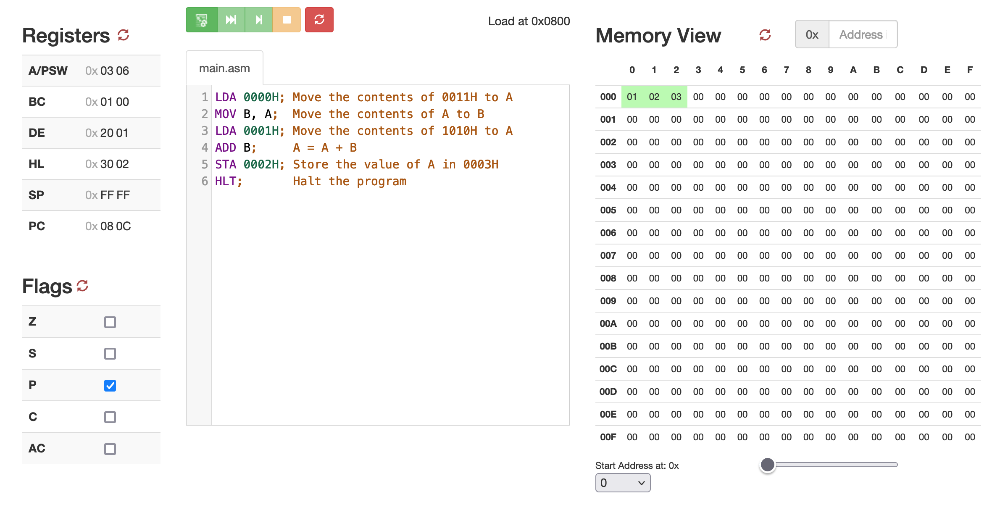 Registers
A/PSW 0x 03 06
BC 0x 01 00
DE 0x 20 01
HL 0x 30 02
SP 0x FF FF
PC 0x 08 0C
Flags
Z
S
P
C
AC
Load at 0x0800
main.asm
1 LDA 0000H; Move the contents of 0011H to A
2 MOV B, A;  Move the contents of A to B
3 LDA 0001H; Move the contents of 1010H to A
4 ADD B;     A = A + B
5 STA 0002H; Store the value of A in 0003H
6 HLT;       Halt the program
Memory View
0x Address
0 1 2 3 4 5 6 7 8 9 A B C D E F
000 01 02 03 00 00 00 00 00 00 00 00 00 00 00 00 00
001 00 00 00 00 00 00 00 00 00 00 00 00 00 00 00 00
002 00 00 00 00 00 00 00 00 00 00 00 00 00 00 00 00
003 00 00 00 00 00 00 00 00 00 00 00 00 00 00 00 00
004 00 00 00 00 00 00 00 00 00 00 00 00 00 00 00 00
005 00 00 00 00 00 00 00 00 00 00 00 00 00 00 00 00
006 00 00 00 00 00 00 00 00 00 00 00 00 00 00 00 00
007 00 00 00 00 00 00 00 00 00 00 00 00 00 00 00 00
008 00 00 00 00 00 00 00 00 00 00 00 00 00 00 00 00
009 00 00 00 00 00 00 00 00 00 00 00 00 00 00 00 00
00A 00 00 00 00 00 00 00 00 00 00 00 00 00 00 00 00
00B 00 00 00 00 00 00 00 00 00 00 00 00 00 00 00 00
00C 00 00 00 00 00 00 00 00 00 00 00 00 00 00 00 00
00D 00 00 00 00 00 00 00 00 00 00 00 00 00 00 00 00
00E 00 00 00 00 00 00 00 00 00 00 00 00 00 00 00 00
00F 00 00 00 00 00 00 00 00 00 00 00 00 00 00 00 00
Start Address at: 0x
0